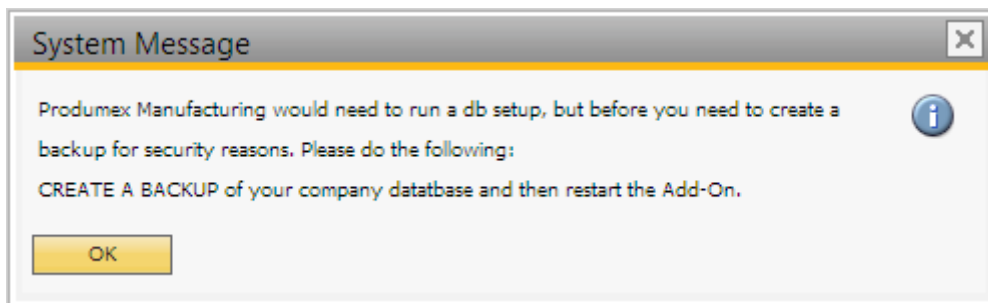 System Message
Produmex Manufacturing would need to run a db setup, but before you need to create a
backup for security reasons. Please do the following:
CREATE A BACKUP of your company datatbase and then restart the Add-On.
OK